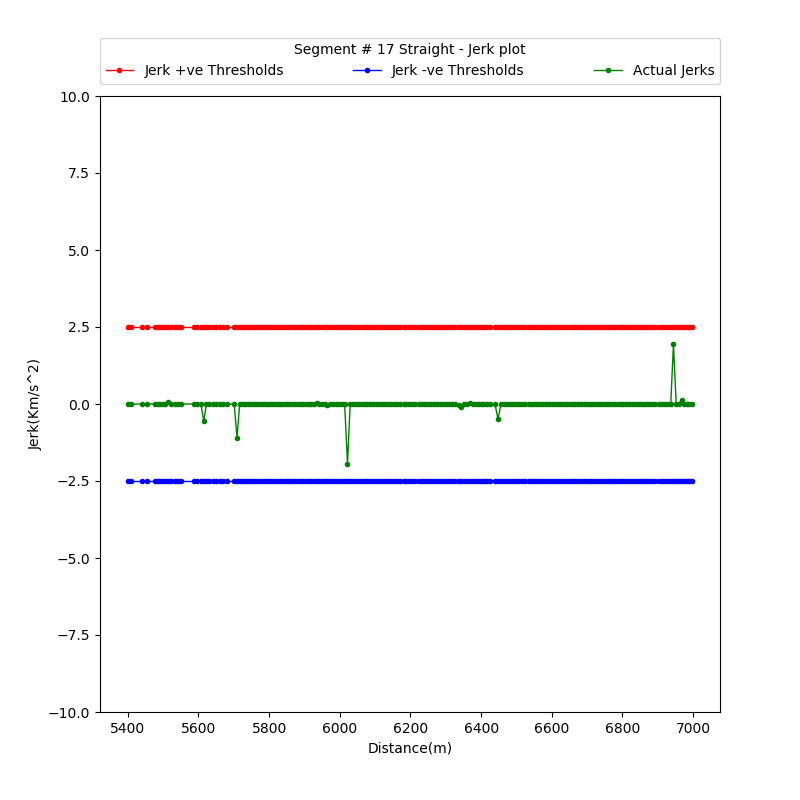 Segment # 17 Straight - Jerk plot
Jerk +ve Thresholds Jerk -ve Thresholds Actual Jerks
10.0
7.5
5.0
2.5
0.0
−2.5
−5.0
−7.5
−10.0
Jerk(Km/s^2)
5400 5600 5800 6000 6200 6400 6600 6800 7000
Distance(m)